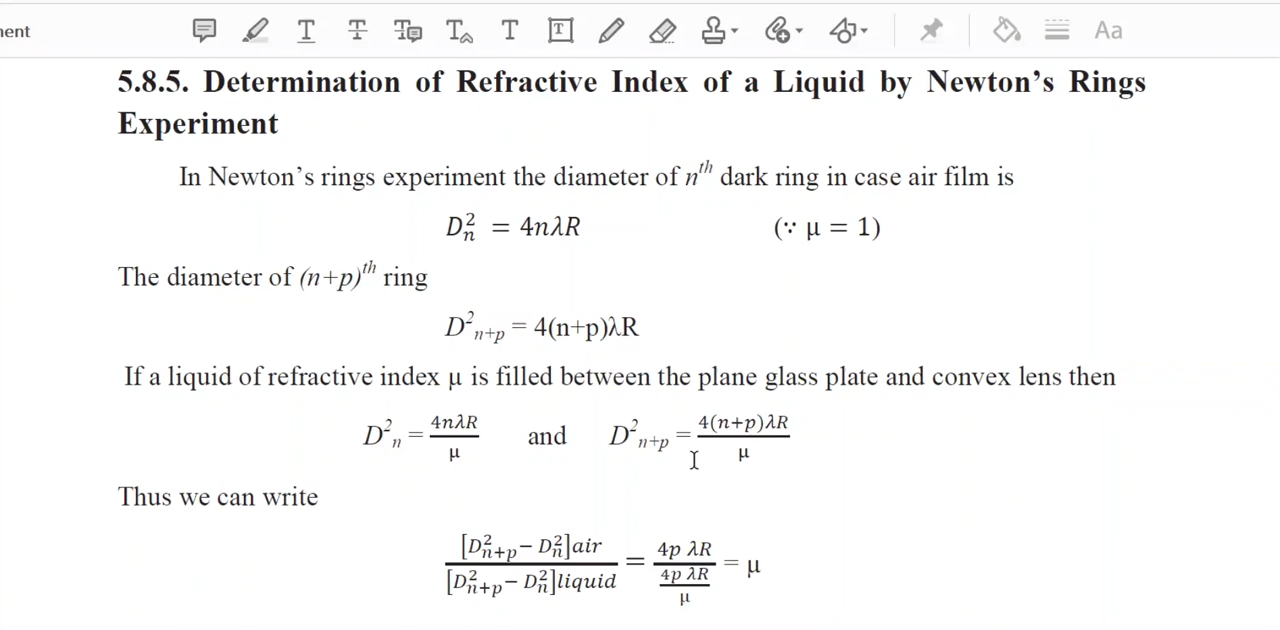 ent
T T T T T T Aa
5.8.5. Determination of Refractive Index of a Liquid by Newton's Rings
Experiment
In Newton's rings experiment the diameter of nᵗʰ dark ring in case air film is
D²ₙ = 4nλR (∵ μ = 1)
The diameter of (n+p)ᵗʰ ring
D²ₙ₊ₚ = 4(n+p)λR
If a liquid of refractive index μ is filled between the plane glass plate and convex lens then
D²ₙ = 4nλR/μ and D²ₙ₊ₚ = 4(n+p)λR/μ
Thus we can write
[D²ₙ₊ₚ − D²ₙ]air / [D²ₙ₊ₚ − D²ₙ]liquid = 4p λR / (4p λR/μ) = μ